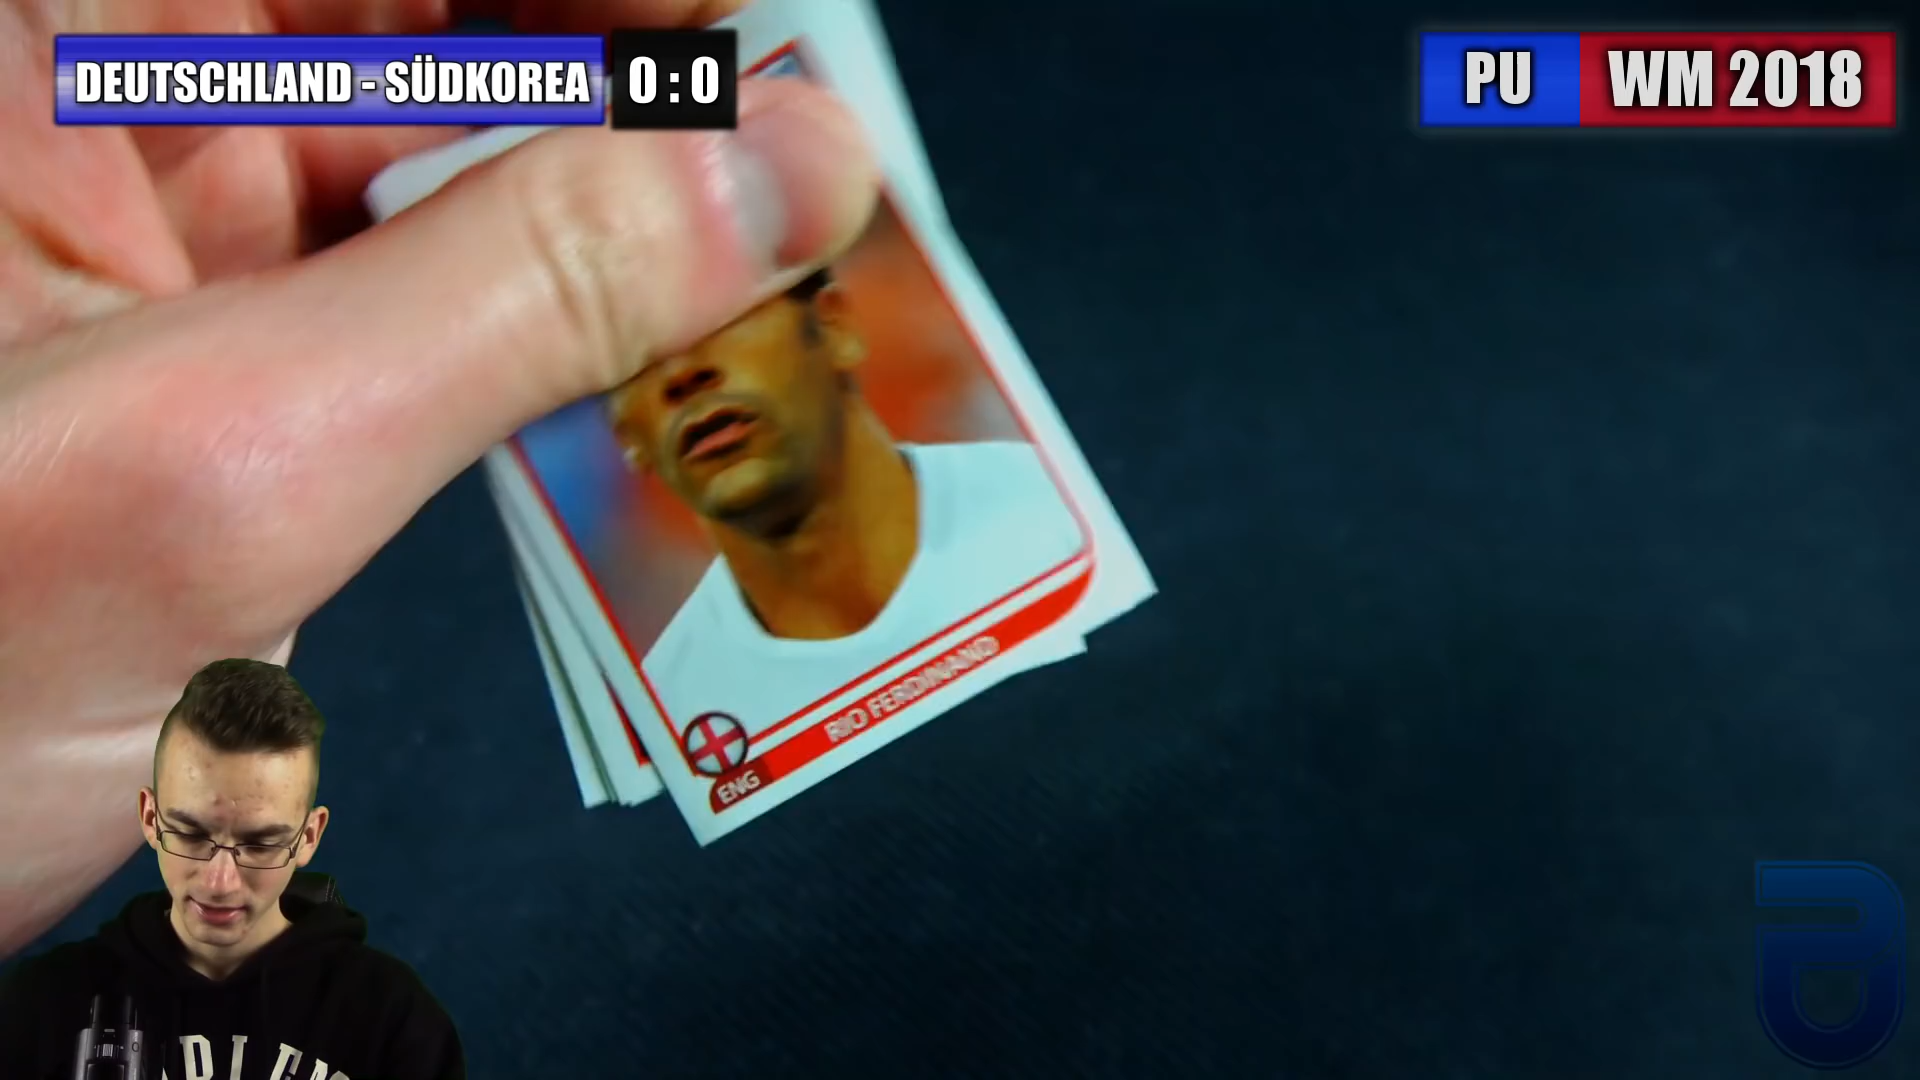 DEUTSCHLAND - SÜDKOREA 0 : 0
PU WM 2018
RIO FERDINAND
ENG